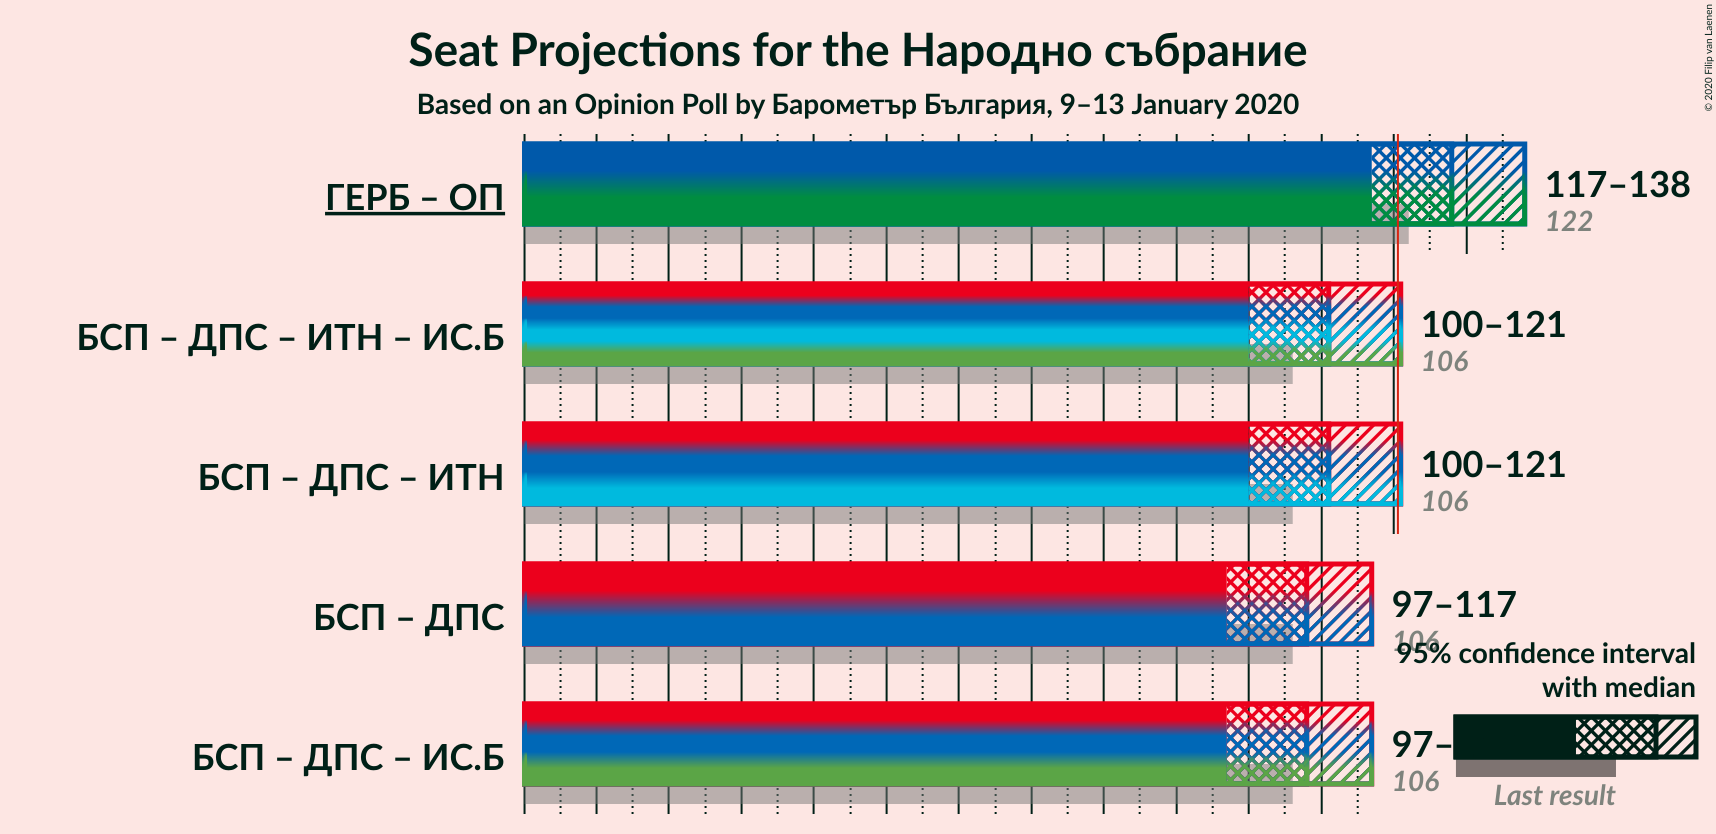 Seat Projections for the Народно събрание
Based on an Opinion Poll by Барометър България, 9–13 January 2020
© 2020 Filip van Laenen
ГЕРБ – ОП
117–138
122
БСП – ДПС – ИТН – ИС.Б
100–121
106
БСП – ДПС – ИТН
100–121
106
БСП – ДПС
97–117
106
95% confidence interval
with median
БСП – ДПС – ИС.Б
97–
106
Last result